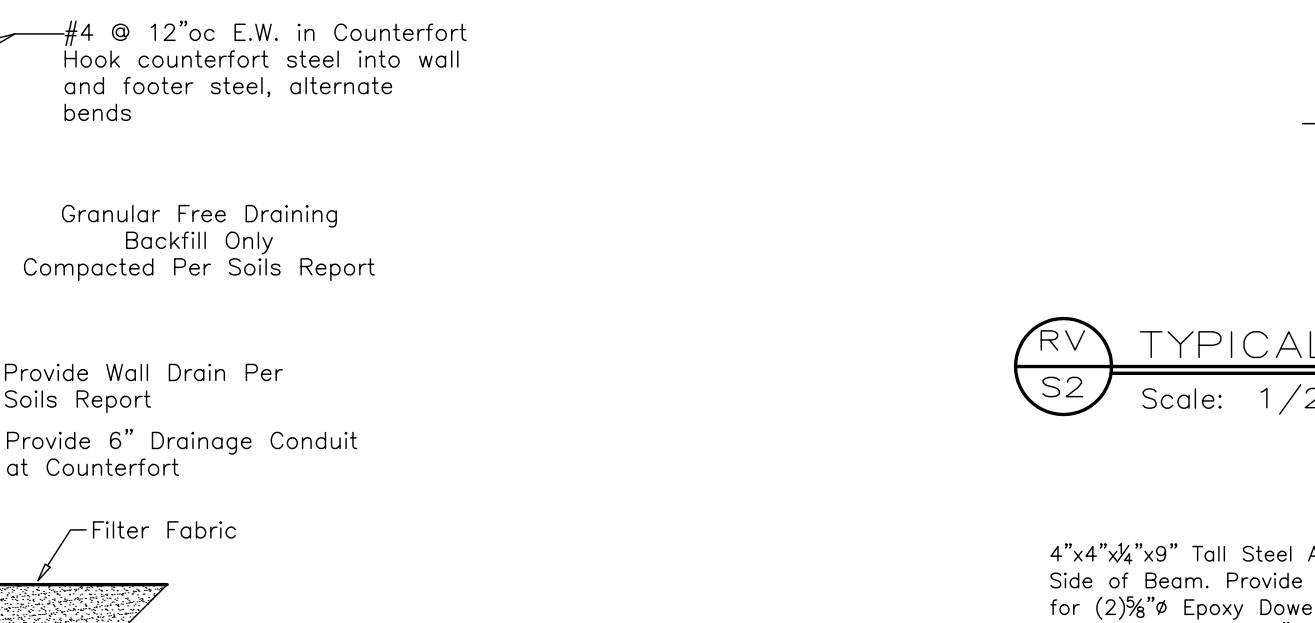 #4 @ 12"oc E.W. in Counterfort
Hook counterfort steel into wall
and footer steel, alternate
bends
Granular Free Draining
Backfill Only
Compacted Per Soils Report
Provide Wall Drain Per
Soils Report
Provide 6" Drainage Conduit
at Counterfort
Filter Fabric
RV
S2
TYPICAL
Scale: 1/2
4"x4"x1/4"x9" Tall Steel
Side of Beam. Provide
for (2)5/8"ø Epoxy